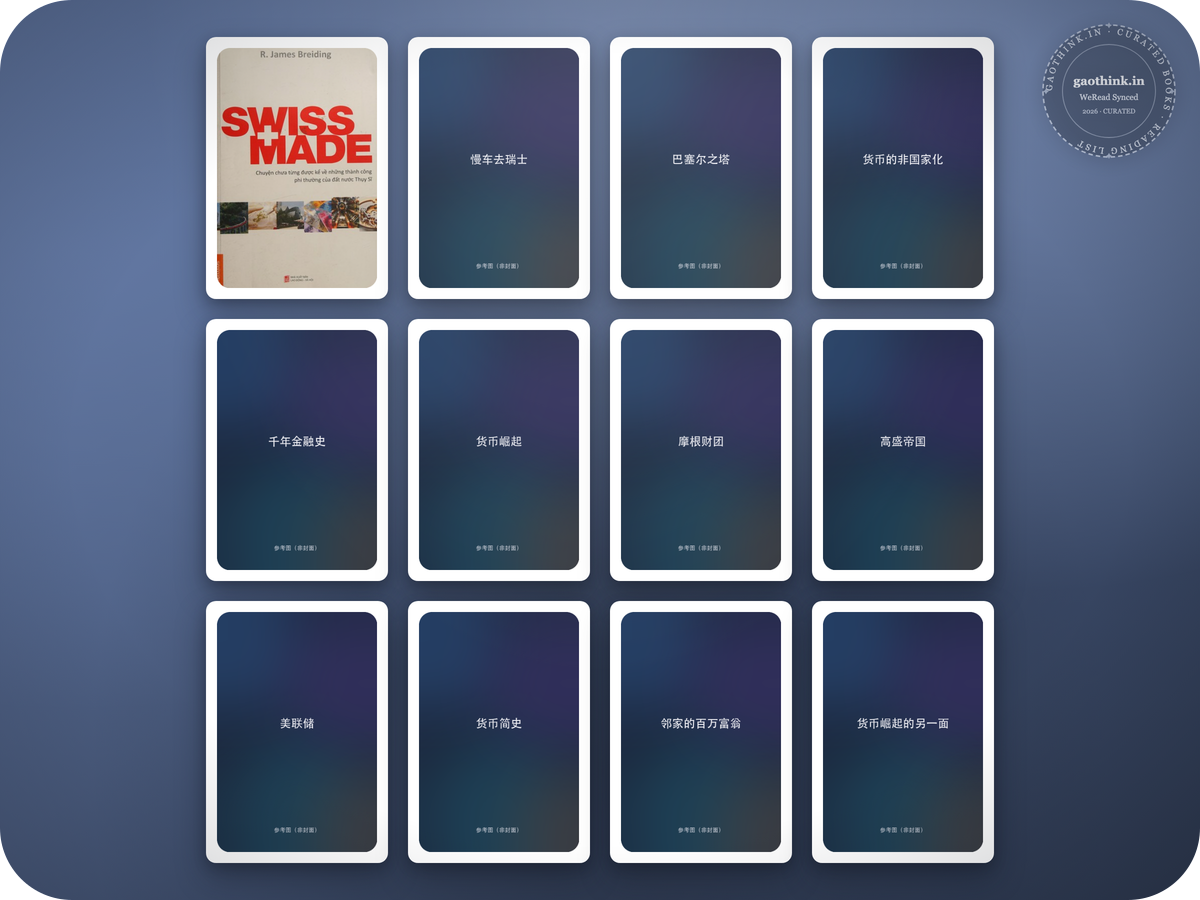 R. James Breiding
SWISS
MADE
Chuyện chưa từng được kể về những thành công
phi thường của đất nước Thụy Sĩ
慢车去瑞士
参考图（非封面）
巴塞尔之塔
参考图（非封面）
货币的非国家化
参考图（非封面）
GAOTHINK.IN · CURATED BOOKS · READING LIST
gaothink.in
WeRead Synced
2026 · CURATED
千年金融史
参考图（非封面）
货币崛起
参考图（非封面）
摩根财团
参考图（非封面）
高盛帝国
参考图（非封面）
美联储
参考图（非封面）
货币简史
参考图（非封面）
邻家的百万富翁
参考图（非封面）
货币崛起的另一面
参考图（非封面）